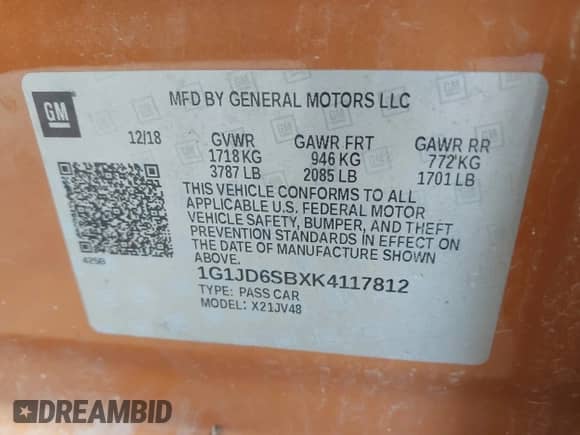 GM
MFD BY GENERAL MOTORS LLC
12/18 GVWR GAWR FRT GAWR RR
1718 KG 946 KG 772 KG
3787 LB 2085 LB 1701 LB
THIS VEHICLE CONFORMS TO ALL
APPLICABLE U.S. FEDERAL MOTOR
VEHICLE SAFETY, BUMPER, AND THEFT
PREVENTION STANDARDS IN EFFECT ON
THE DATE OF MANUFACTURE SHOWN
ABOVE.
425B
1G1JD6SBXK4117812
TYPE: PASS CAR
MODEL: X21JV48
DREAMBID